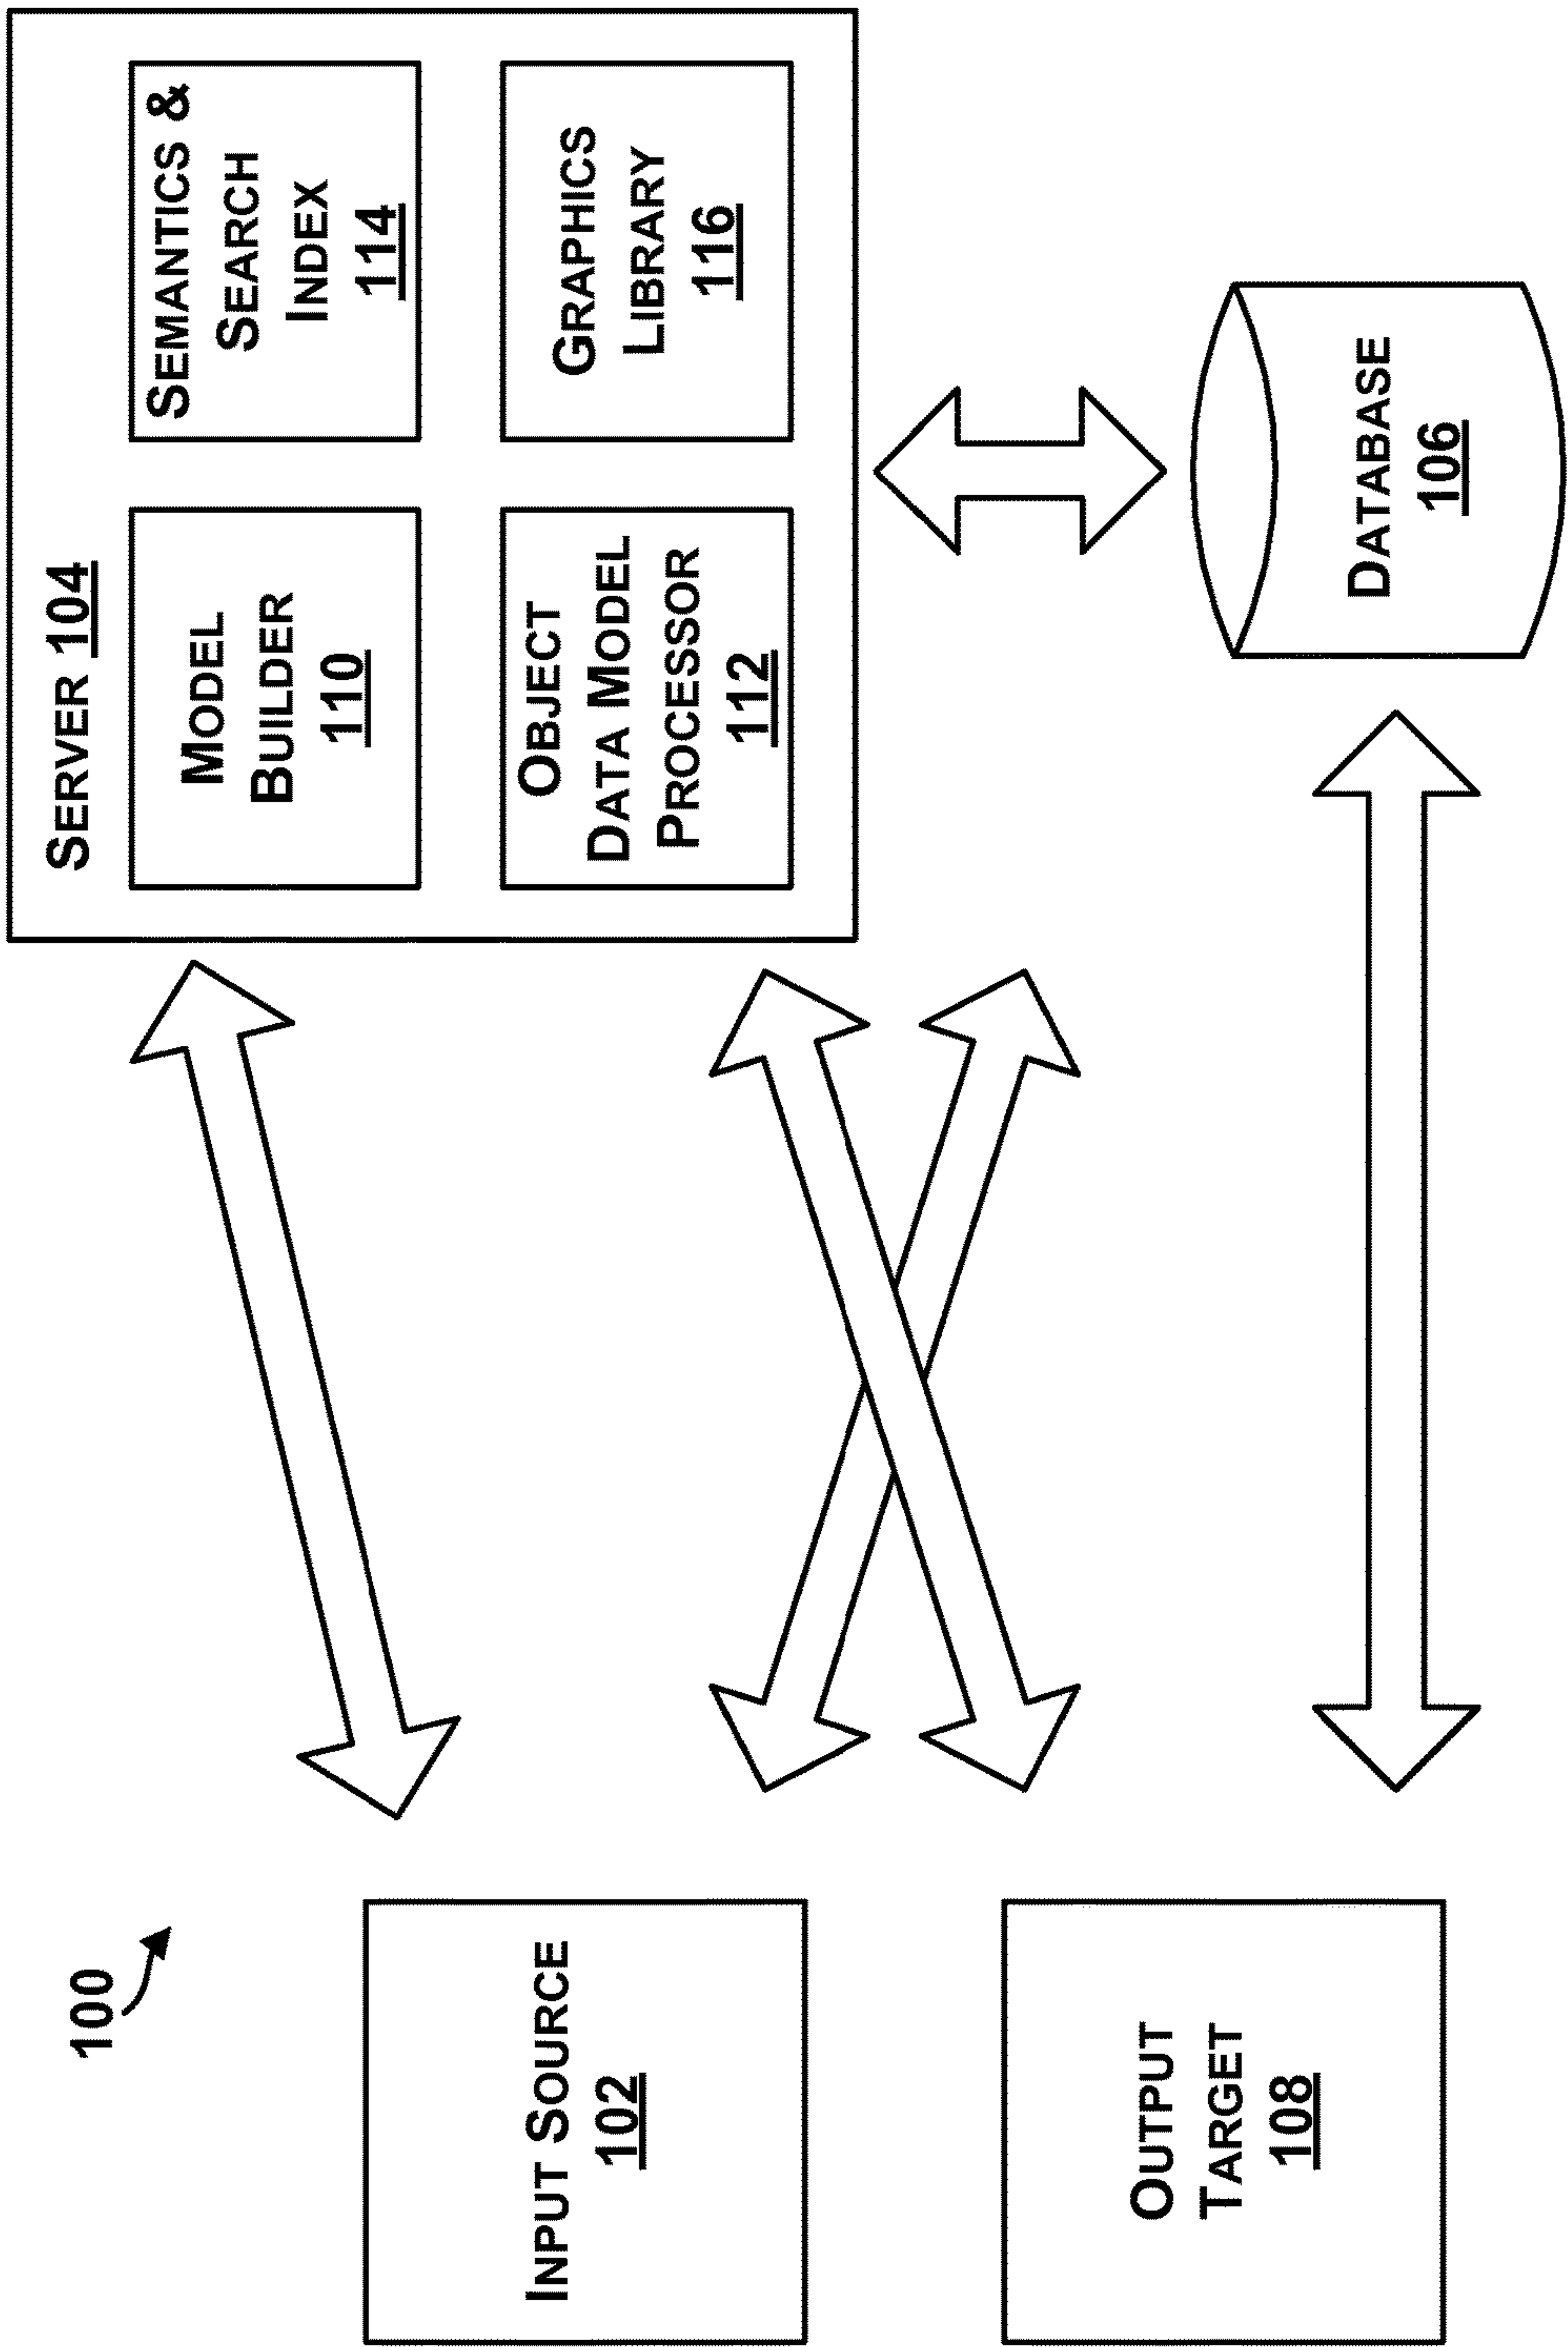 100
INPUT SOURCE
102
OUTPUT
TARGET
108
SERVER 104
MODEL
BUILDER
110
SEMANTICS &
SEARCH
INDEX
114
OBJECT
DATA MODEL
PROCESSOR
112
GRAPHICS
LIBRARY
116
DATABASE
106